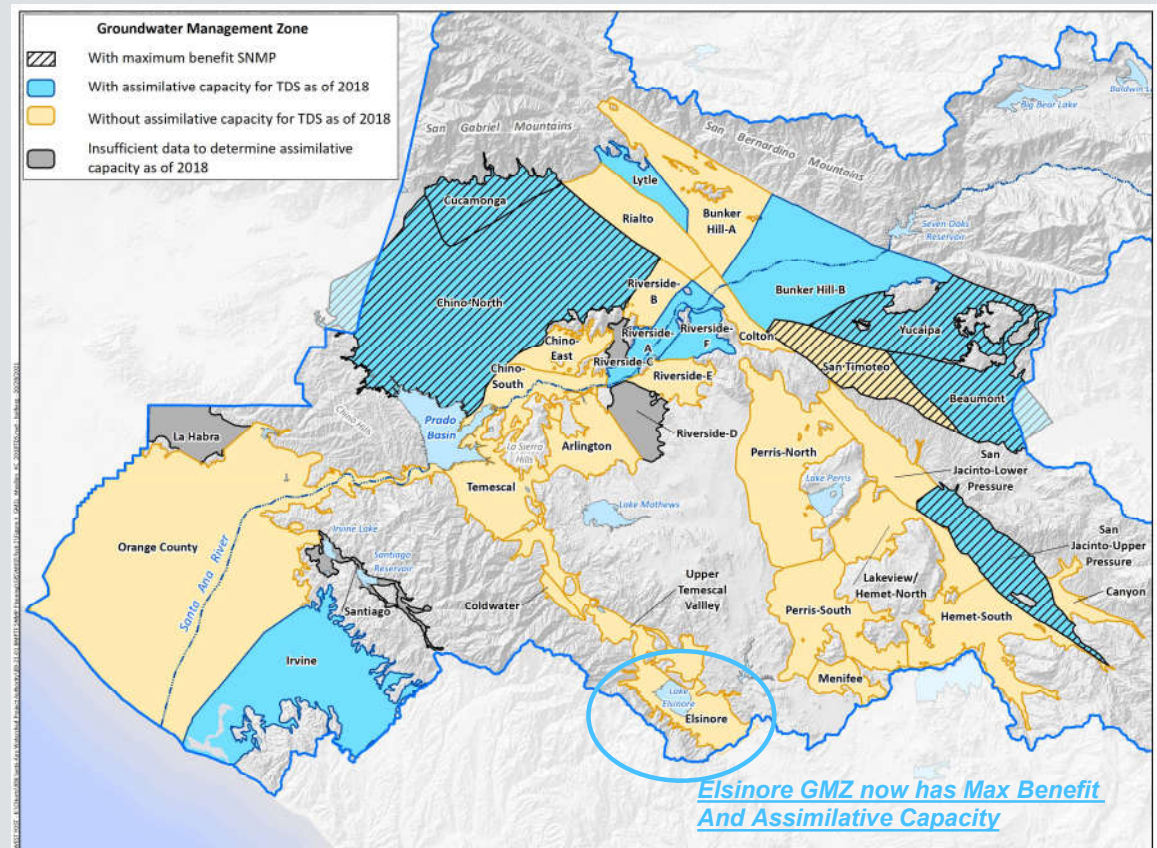 Groundwater Management Zone
With maximum benefit SNMP
With assimilative capacity for TDS as of 2018
Without assimilative capacity for TDS as of 2018
Insufficient data to determine assimilative
capacity as of 2018
San Gabriel Mountains
San Bernardino Mountains
Big Bear Lake
Baldwin
Cucamonga
Lytle
Rialto
Bunker
Hill-A
Seven Oaks
Reservoir
Chino-North
Riverside-
B
Bunker Hill-B
Yucaipa
Riverside-
A
Riverside-
F
Colton
Chino-
East
Riverside-C
San Timoteo
Beaumont
Chino-
South
Riverside-E
Prado
Basin
Chino Hills
La Habra
La Sierra
Hills
Arlington
Riverside-D
Perris-North
San
Jacinto-Lower
Pressure
Temescal
Lake Mathews
Lake Perris
Orange County
Santa Ana River
Irvine Lake
Santiago
Reservoir
Santiago
San
Jacinto-Upper
Pressure
Upper
Temescal
Vallley
Lakeview/
Hemet-North
Canyon
Coldwater
Perris-South
Hemet-South
Irvine
Menifee
Lake
Elsinore
Elsinore
Elsinore GMZ now has Max Benefit
And Assimilative Capacity